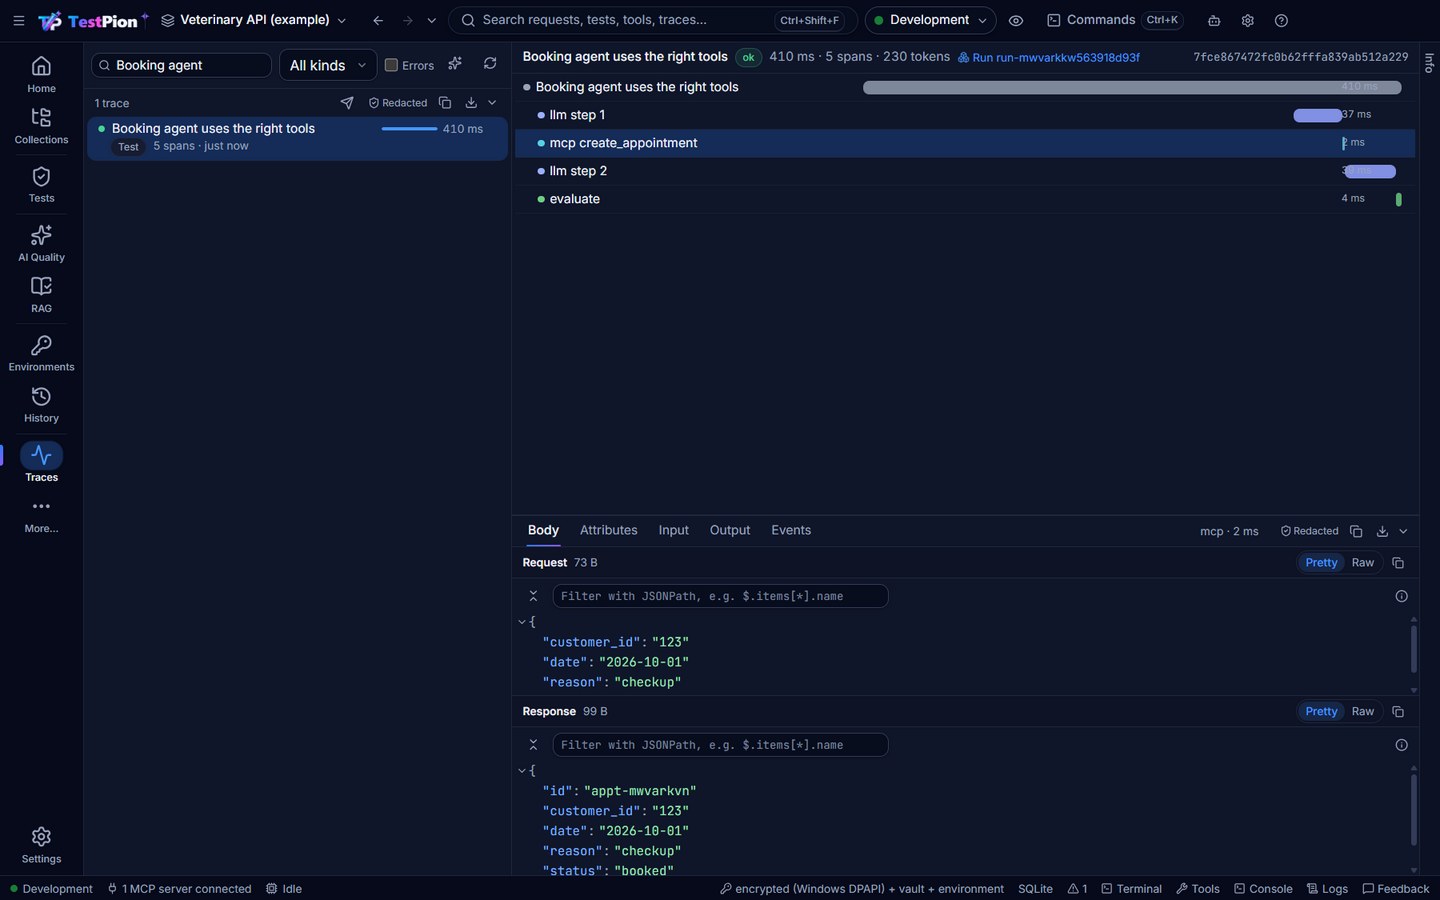 TestPion
Veterinary API (example)
Search requests, tests, tools, traces...
Ctrl+Shift+F
Development
Commands
Ctrl+K
Home
Collections
Tests
AI Quality
RAG
Environments
History
Traces
More...
Settings
Booking agent
All kinds
Errors
1 trace
Redacted
Booking agent uses the right tools
410 ms
Test
5 spans · just now
Booking agent uses the right tools
ok
410 ms · 5 spans · 230 tokens
Run run-mwvarkkw563918d93f
7fce867472fc0b62fffa839ab512a229
Info
Booking agent uses the right tools
410 ms
llm step 1
37 ms
mcp create_appointment
2 ms
llm step 2
evaluate
4 ms
Body
Attributes
Input
Output
Events
mcp · 2 ms
Redacted
Request 73 B
Pretty
Raw
Filter with JSONPath, e.g. $.items[*].name
{
"customer_id": "123"
"date": "2026-10-01"
"reason": "checkup"
Response 99 B
Pretty
Raw
Filter with JSONPath, e.g. $.items[*].name
{
"id": "appt-mwvarkvn"
"customer_id": "123"
"date": "2026-10-01"
"reason": "checkup"
"status": "booked"
Development
1 MCP server connected
Idle
encrypted (Windows DPAPI) + vault + environment
SQLite
1
Terminal
Tools
Console
Logs
Feedback